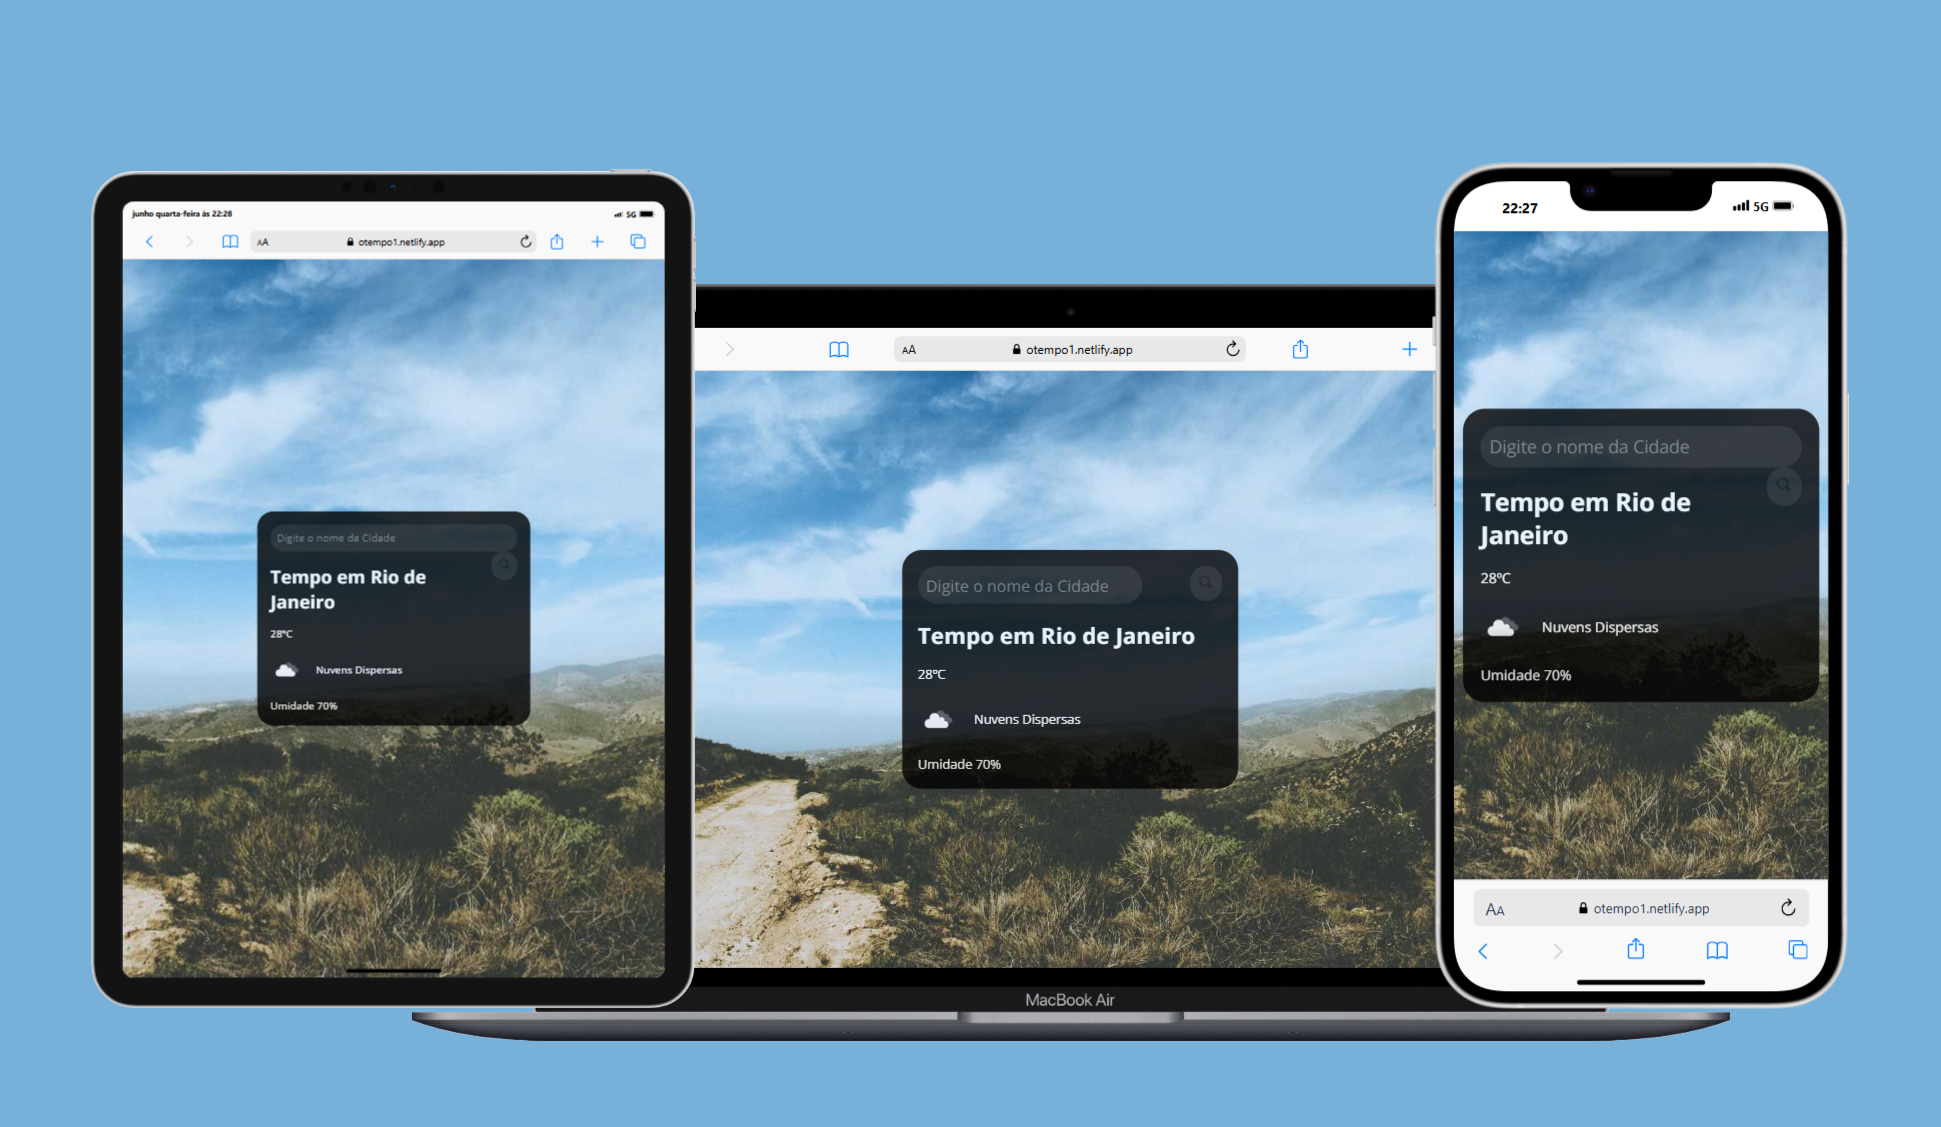 junho quarta-feira às 22:28
5G
AA
otempo1.netlify.app
Digite o nome da Cidade
Tempo em Rio de
Janeiro
28ºC
Nuvens Dispersas
Umidade 70%
AA
otempo1.netlify.app
Digite o nome da Cidade
Tempo em Rio de Janeiro
28ºC
Nuvens Dispersas
Umidade 70%
MacBook Air
22:27
5G
Digite o nome da Cidade
Tempo em Rio de
Janeiro
28ºC
Nuvens Dispersas
Umidade 70%
AA
otempo1.netlify.app